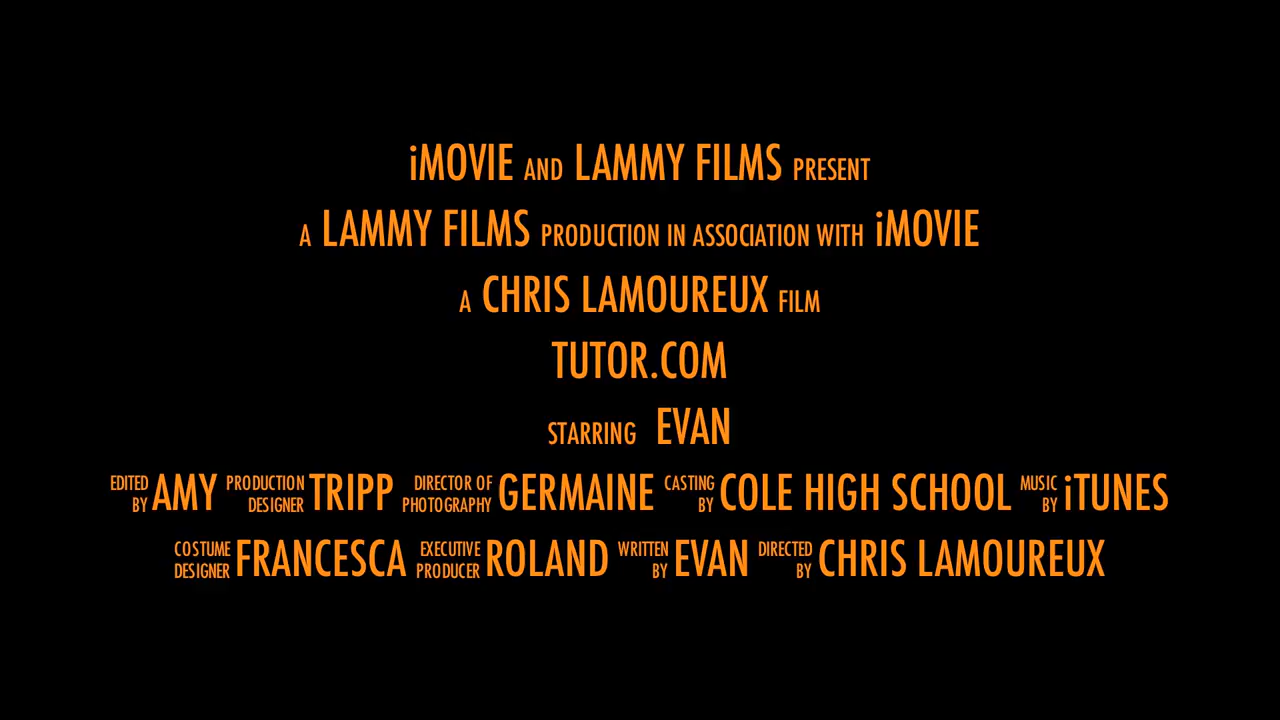 iMOVIE AND LAMMY FILMS PRESENT
A LAMMY FILMS PRODUCTION IN ASSOCIATION WITH iMOVIE
A CHRIS LAMOUREUX FILM
TUTOR.COM
STARRING EVAN
EDITED BY AMY PRODUCTION DESIGNER TRIPP DIRECTOR OF PHOTOGRAPHY GERMAINE CASTING BY COLE HIGH SCHOOL MUSIC BY iTUNES
COSTUME DESIGNER FRANCESCA EXECUTIVE PRODUCER ROLAND WRITTEN BY EVAN DIRECTED BY CHRIS LAMOUREUX